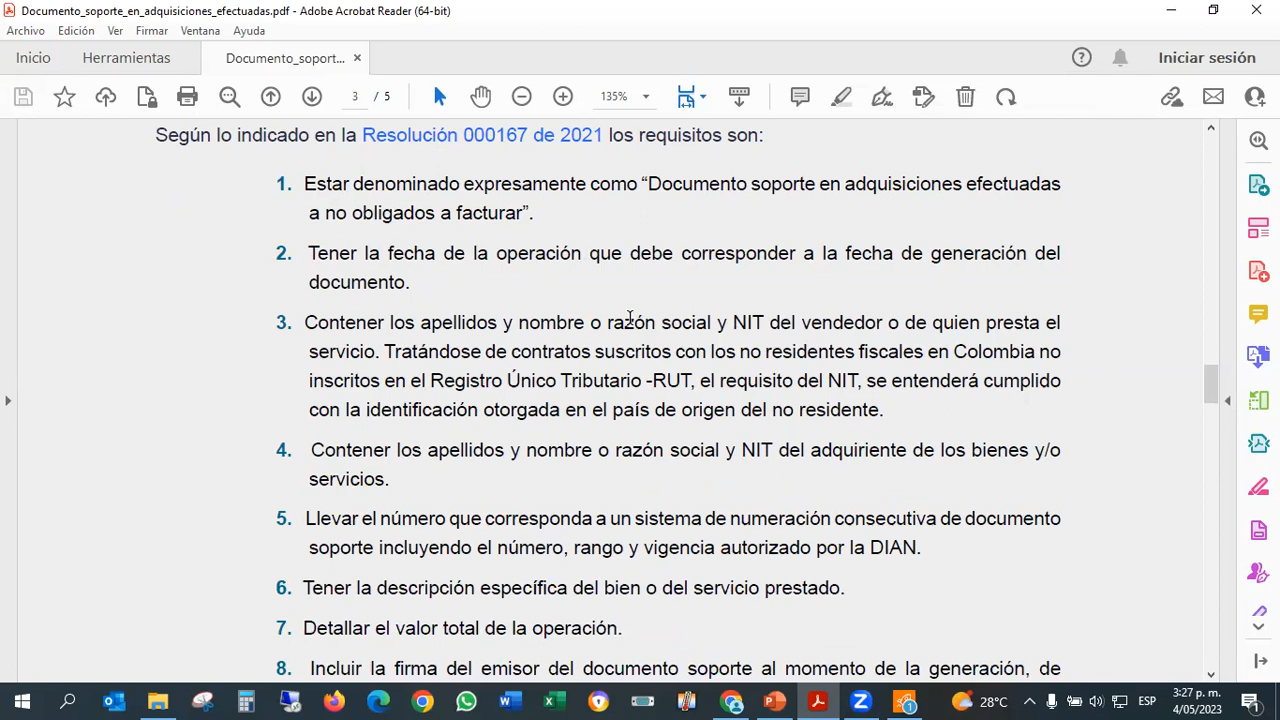 Documento_soporte_en_adquisiciones_efectuadas.pdf - Adobe Acrobat Reader (64-bit)
Archivo Edición Ver Firmar Ventana Ayuda
Inicio Herramientas Documento_soport... × Iniciar sesión
3 / 5 135%
Según lo indicado en la Resolución 000167 de 2021 los requisitos son:
1. Estar denominado expresamente como “Documento soporte en adquisiciones efectuadas
a no obligados a facturar”.
2. Tener la fecha de la operación que debe corresponder a la fecha de generación del
documento.
3. Contener los apellidos y nombre o razón social y NIT del vendedor o de quien presta el
servicio. Tratándose de contratos suscritos con los no residentes fiscales en Colombia no
inscritos en el Registro Único Tributario -RUT, el requisito del NIT, se entenderá cumplido
con la identificación otorgada en el país de origen del no residente.
4. Contener los apellidos y nombre o razón social y NIT del adquiriente de los bienes y/o
servicios.
5. Llevar el número que corresponda a un sistema de numeración consecutiva de documento
soporte incluyendo el número, rango y vigencia autorizado por la DIAN.
6. Tener la descripción específica del bien o del servicio prestado.
7. Detallar el valor total de la operación.
8. Incluir la firma del emisor del documento soporte al momento de la generación, de
28°C ESP 3:27 p. m.
4/05/2023